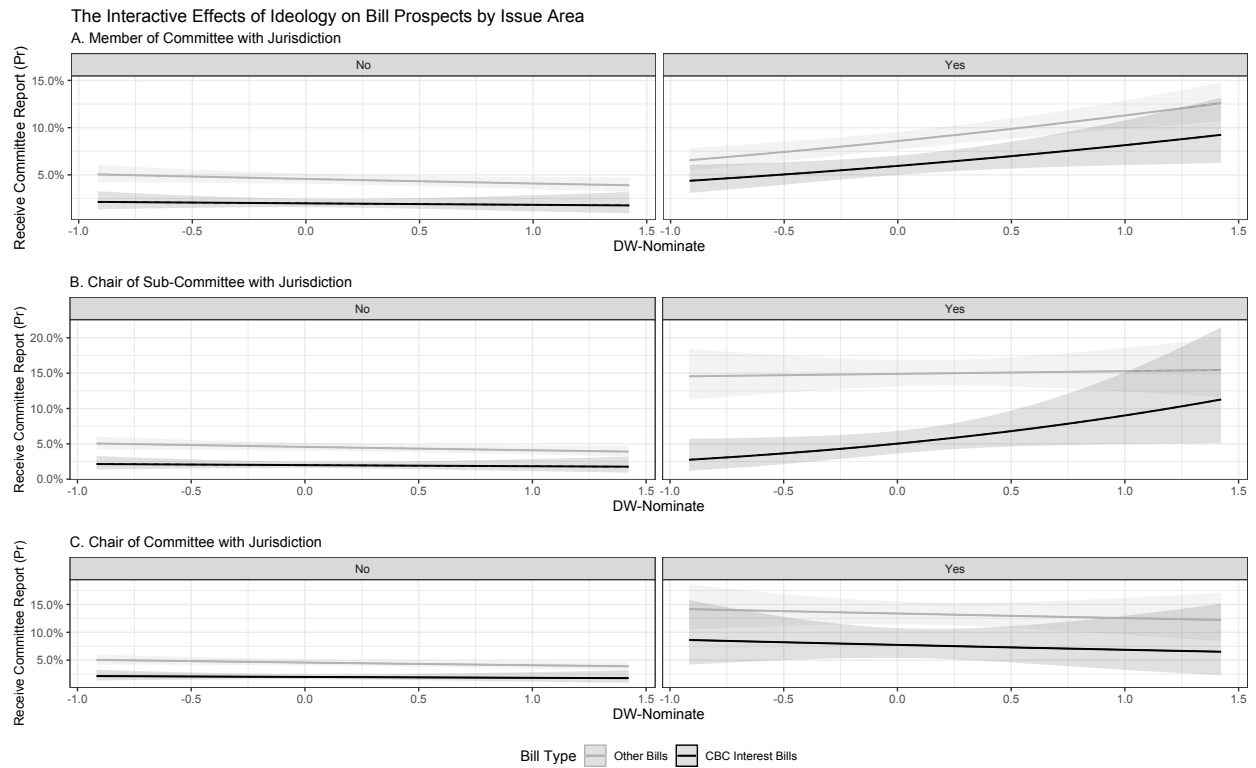 The Interactive Effects of Ideology on Bill Prospects by Issue Area
A. Member of Committee with Jurisdiction
No
Yes
Receive Committee Report (Pr)
15.0%
10.0%
5.0%
-1.0 -0.5 0.0 0.5 1.0 1.5 -1.0 -0.5 0.0 0.5 1.0 1.5
DW-Nominate
B. Chair of Sub-Committee with Jurisdiction
No
Yes
Receive Committee Report (Pr)
20.0%
15.0%
10.0%
5.0%
0.0%
-1.0 -0.5 0.0 0.5 1.0 1.5 -1.0 -0.5 0.0 0.5 1.0 1.5
DW-Nominate
C. Chair of Committee with Jurisdiction
No
Yes
Receive Committee Report (Pr)
15.0%
10.0%
5.0%
-1.0 -0.5 0.0 0.5 1.0 1.5 -1.0 -0.5 0.0 0.5 1.0 1.5
DW-Nominate
Bill Type Other Bills CBC Interest Bills